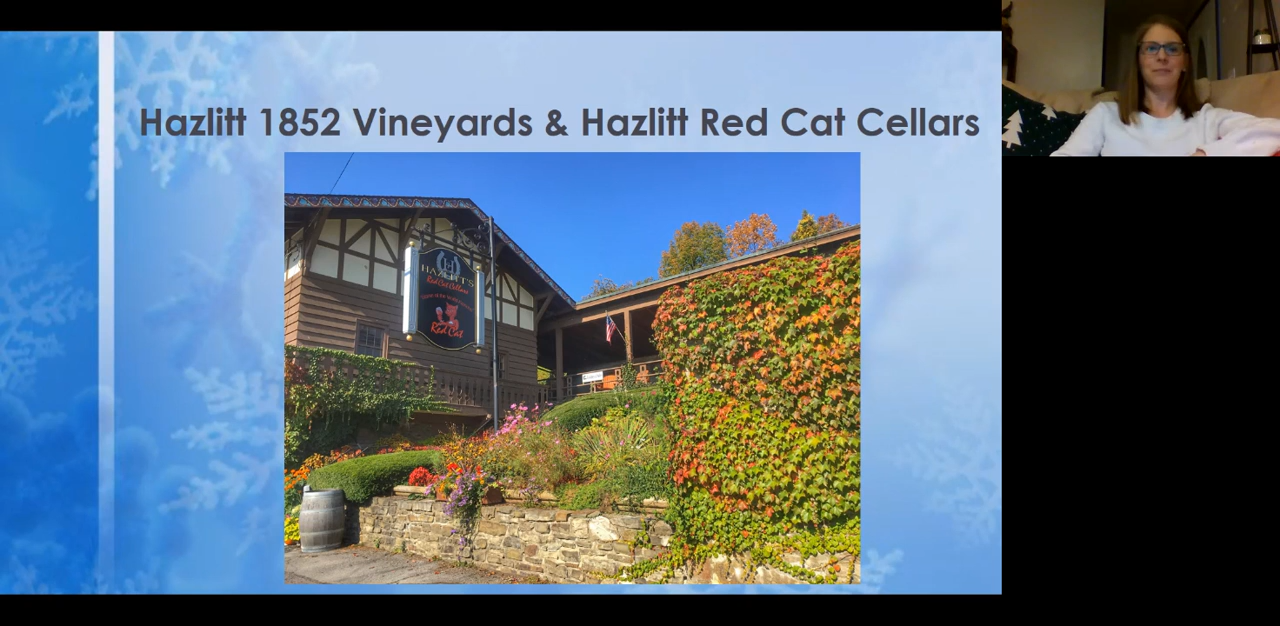 Hazlitt 1852 Vineyards & Hazlitt Red Cat Cellars
HAZLITT'S
Red Cat Cellars
Red Cat